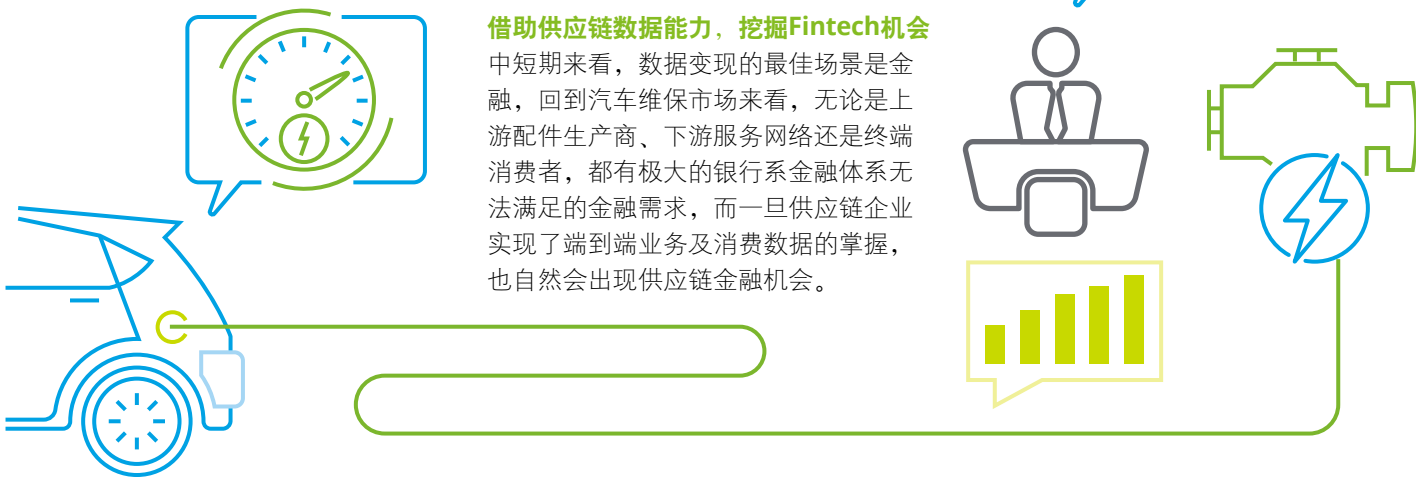 借助供应链数据能力，挖掘Fintech机会
中短期来看，数据变现的最佳场景是金
融，回到汽车维保市场来看，无论是上
游配件生产商、下游服务网络还是终端
消费者，都有极大的银行系金融体系无
法满足的金融需求，而一旦供应链企业
实现了端到端业务及消费数据的掌握，
也自然会出现供应链金融机会。